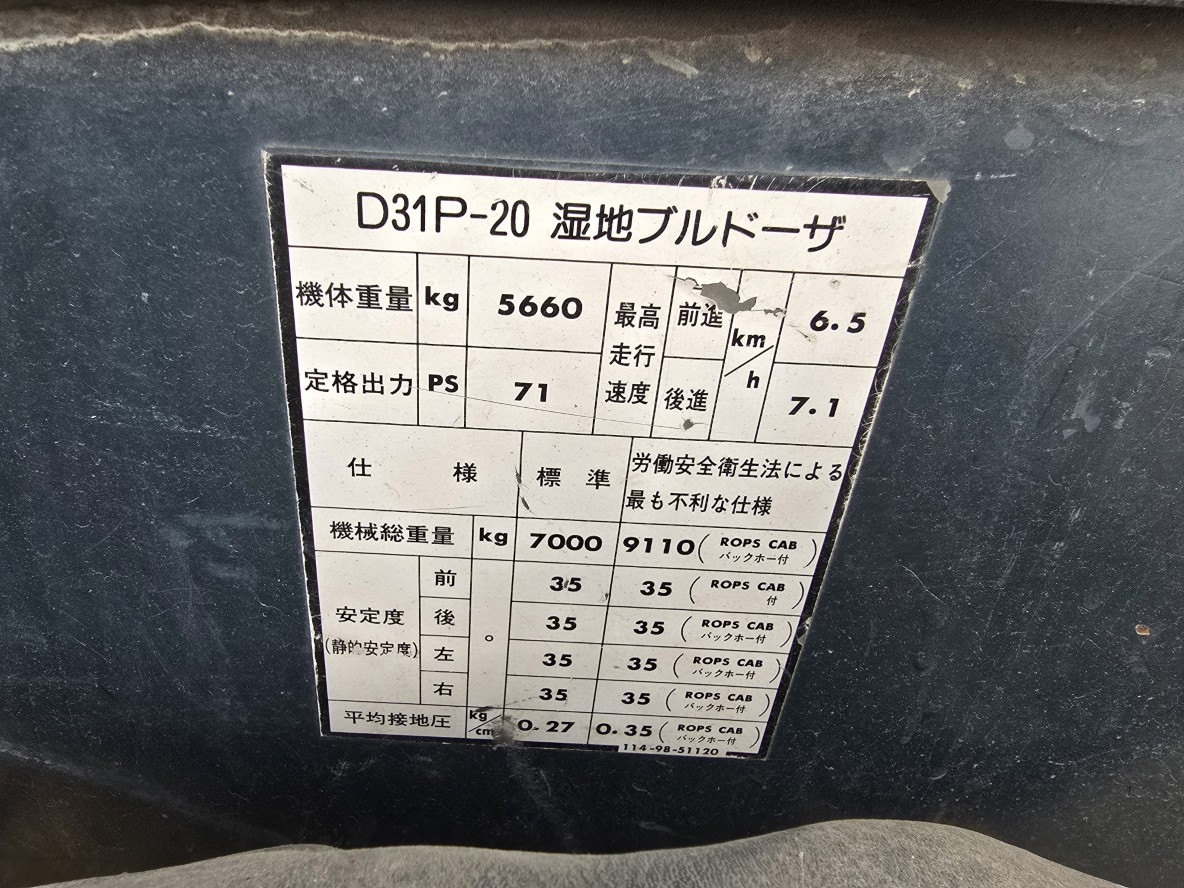 D31P-20 湿地ブルドーザ
機体重量 kg 5660
最高走行速度 前進 km/h 6.5
定格出力 PS 71
後進 7.1
仕 様 標 準 労働安全衛生法による
最も不利な仕様
機械総重量 kg 7000 9110 (ROPS CAB
バックホー付)
安定度
(静的安定度)
前 ° 35 35 (ROPS CAB
付)
後 35 35 (ROPS CAB
バックホー付)
左 35 35 (ROPS CAB
バックホー付)
右 35 35 (ROPS CAB
バックホー付)
平均接地圧 kg/cm 0.27 0.35 (ROPS CAB
バックホー付)
114-98-51120